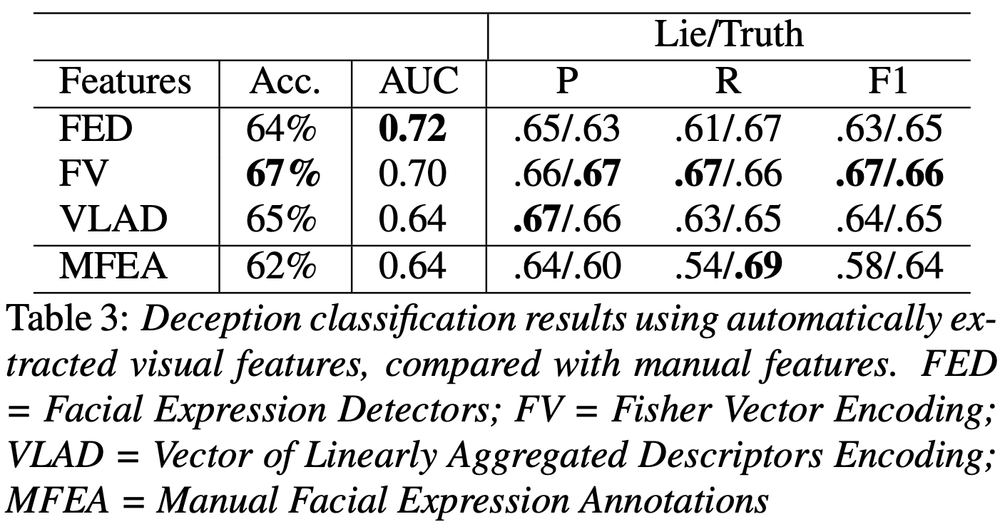 Lie/Truth
Features Acc. AUC P R F1
FED 64% 0.72 .65/.63 .61/.67 .63/.65
FV 67% 0.70 .66/.67 .67/.66 .67/.66
VLAD 65% 0.64 .67/.66 .63/.65 .64/.65
MFEA 62% 0.64 .64/.60 .54/.69 .58/.64
Table 3: Deception classification results using automatically ex-
tracted visual features, compared with manual features. FED
= Facial Expression Detectors; FV = Fisher Vector Encoding;
VLAD = Vector of Linearly Aggregated Descriptors Encoding;
MFEA = Manual Facial Expression Annotations